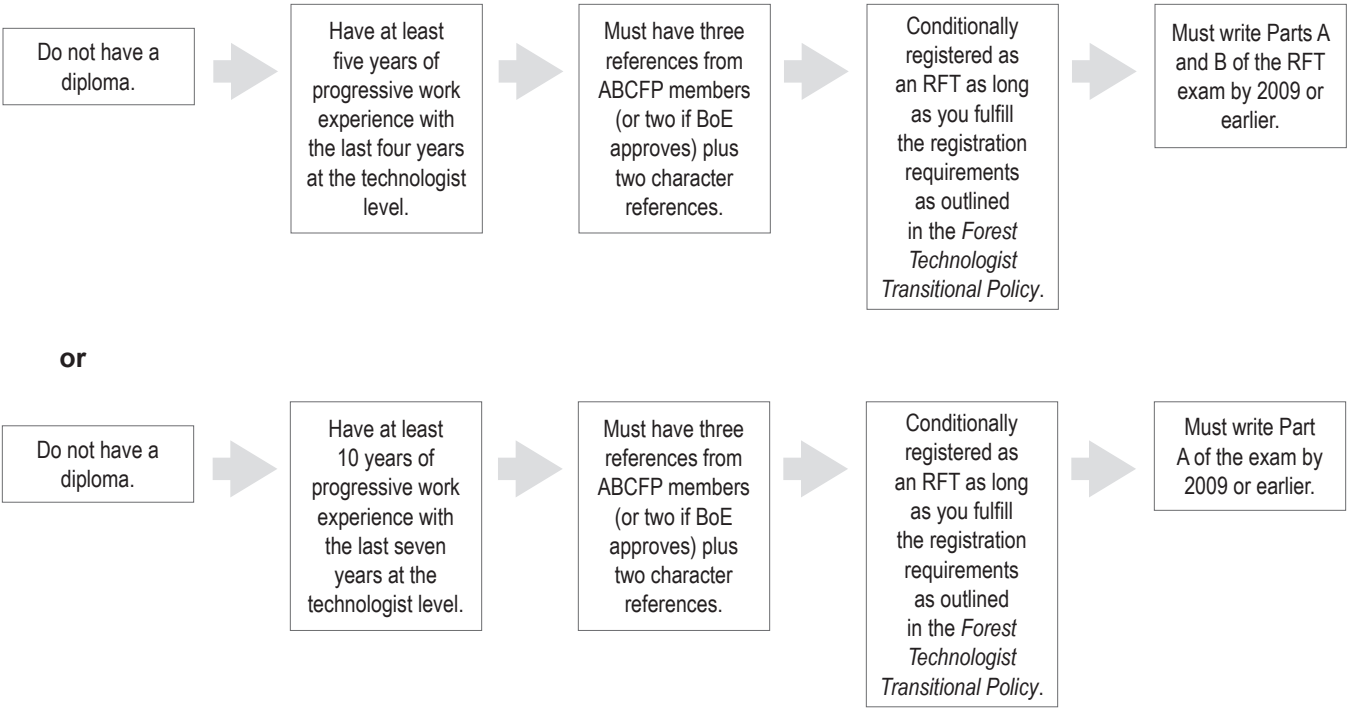 Do not have a
diploma.
Have at least
five years of
progressive work
experience with
the last four years
at the technologist
level.
Must have three
references from
ABCFP members
(or two if BoE
approves) plus
two character
references.
Conditionally
registered as
an RFT as long
as you fulfill
the registration
requirements
as outlined
in the Forest
Technologist
Transitional Policy.
Must write Parts A
and B of the RFT
exam by 2009 or
earlier.
or
Do not have a
diploma.
Have at least
10 years of
progressive work
experience with
the last seven
years at the
technologist level.
Must have three
references from
ABCFP members
(or two if BoE
approves) plus
two character
references.
Conditionally
registered as
an RFT as long
as you fulfill
the registration
requirements
as outlined
in the Forest
Technologist
Transitional Policy.
Must write Part
A of the exam by
2009 or earlier.